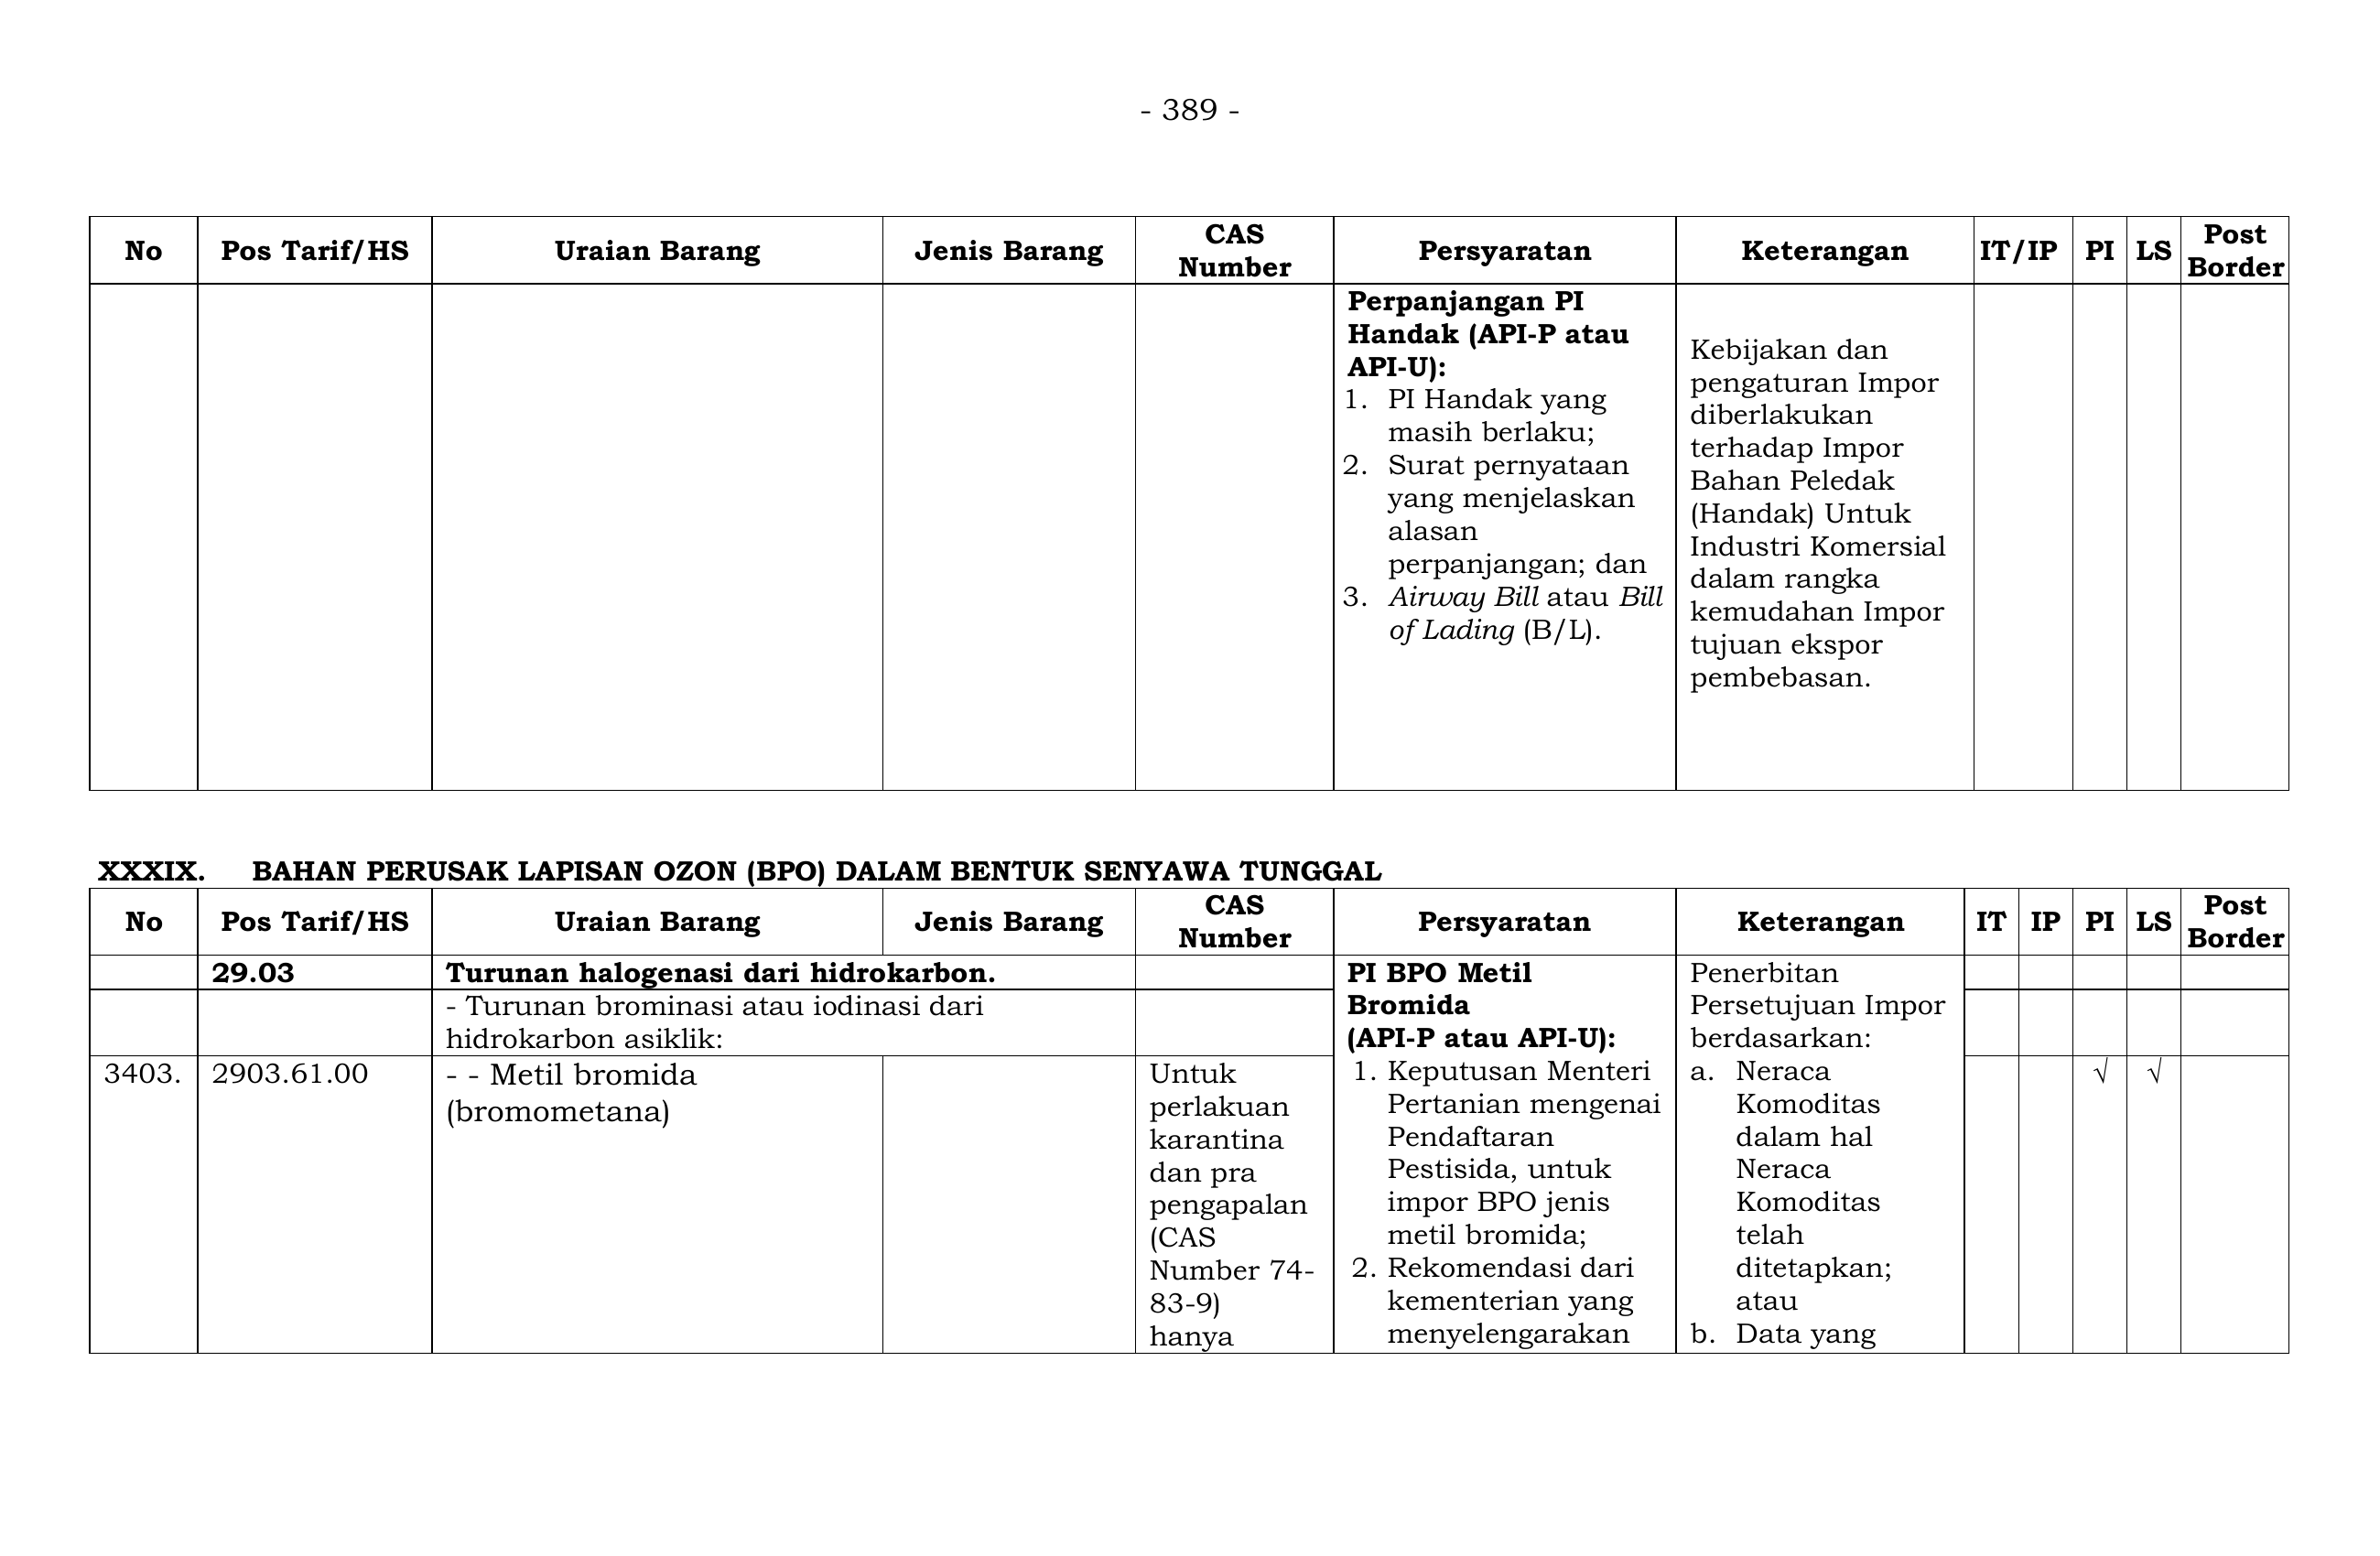 - 389 -
No Pos Tarif/HS Uraian Barang Jenis Barang CAS Number Persyaratan Keterangan IT/IP PI LS Post Border
Perpanjangan PI
Handak (API-P atau
API-U):
1. PI Handak yang
masih berlaku;
2. Surat pernyataan
yang menjelaskan
alasan
perpanjangan; dan
3. Airway Bill atau Bill
of Lading (B/L).
Kebijakan dan
pengaturan Impor
diberlakukan
terhadap Impor
Bahan Peledak
(Handak) Untuk
Industri Komersial
dalam rangka
kemudahan Impor
tujuan ekspor
pembebasan.
XXXIX. BAHAN PERUSAK LAPISAN OZON (BPO) DALAM BENTUK SENYAWA TUNGGAL
No Pos Tarif/HS Uraian Barang Jenis Barang CAS Number Persyaratan Keterangan IT IP PI LS Post Border
29.03 Turunan halogenasi dari hidrokarbon.
- Turunan brominasi atau iodinasi dari
hidrokarbon asiklik:
3403. 2903.61.00 - - Metil bromida
(bromometana)
Untuk
perlakuan
karantina
dan pra
pengapalan
(CAS
Number 74-
83-9)
hanya
PI BPO Metil
Bromida
(API-P atau API-U):
1. Keputusan Menteri
Pertanian mengenai
Pendaftaran
Pestisida, untuk
impor BPO jenis
metil bromida;
2. Rekomendasi dari
kementerian yang
menyelengarakan
Penerbitan
Persetujuan Impor
berdasarkan:
a. Neraca
Komoditas
dalam hal
Neraca
Komoditas
telah
ditetapkan;
atau
b. Data yang
√ √